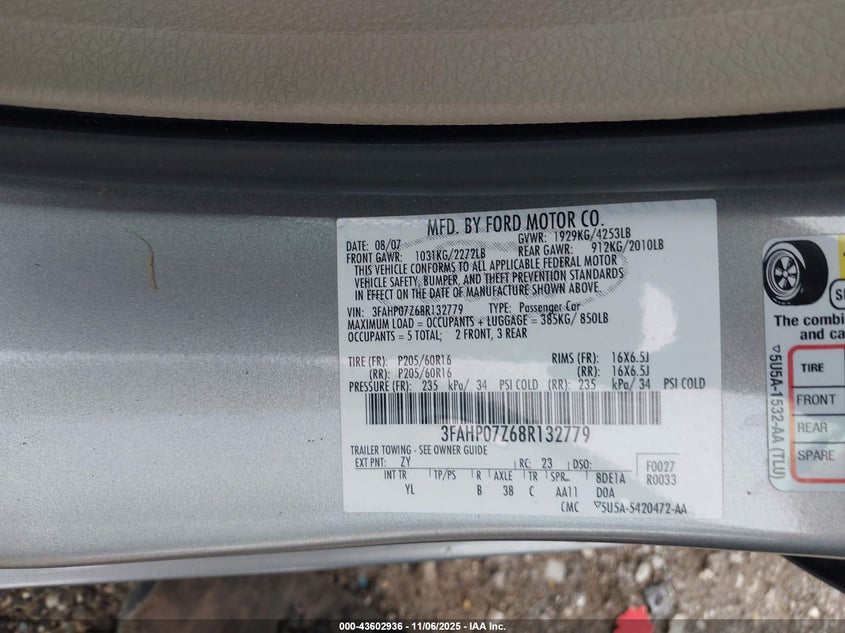 MFD. BY FORD MOTOR CO.
DATE: 08/07 GVWR: 1929KG/4253LB
FRONT GAWR: 1031KG/2272LB REAR GAWR: 912KG/2010LB
THIS VEHICLE CONFORMS TO ALL APPLICABLE FEDERAL MOTOR
VEHICLE SAFETY, BUMPER, AND THEFT PREVENTION STANDARDS
IN EFFECT ON THE DATE OF MANUFACTURE SHOWN ABOVE.
VIN: 3FAHP07Z68R132779 TYPE: Passenger Car
MAXIMUM LOAD = OCCUPANTS + LUGGAGE = 385KG/ 850LB
OCCUPANTS = 5 TOTAL; 2 FRONT, 3 REAR
TIRE (FR): P205/60R16 RIMS (FR): 16X6.5J
(RR): P205/60R16 (RR): 16X6.5J
PRESSURE (FR): 235 kPa/ 34 PSI COLD (RR): 235 kPa/ 34 PSI COLD
3FAHP07Z68R132779
TRAILER TOWING - SEE OWNER GUIDE
EXT PNT: ZY RC: 23 DSO: F0027
INT TR TP/PS R AXLE TR SPR 8DE1A R0033
YL B 38 C AA11 D0A
CMC ▽5U5A-5420472-AA
The combi
and ca
TIRE
FRONT
REAR
SPARE
▽5U5A-1532-AA (TLU)
000-43602936 - 11/06/2025 - IAA Inc.